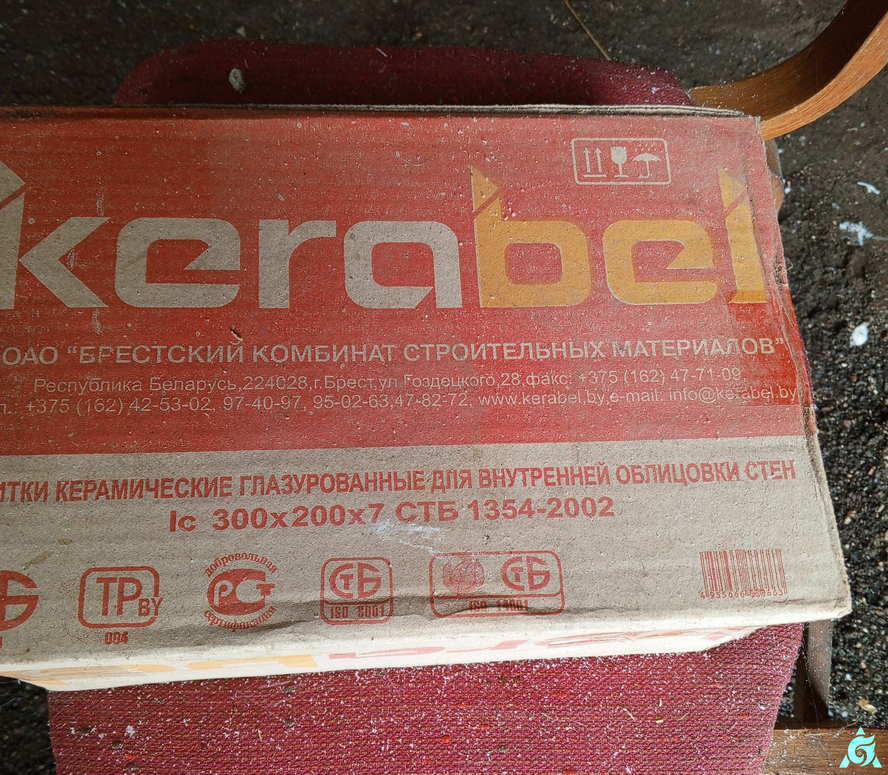 kerabel
ОАО "БРЕСТСКИЙ КОМБИНАТ СТРОИТЕЛЬНЫХ МАТЕРИАЛОВ"
Республика Беларусь,224028,г.Брест,ул.Гоздецкого,28,факс: +375 (162) 47-71-09
л.: +375 (162) 42-53-02, 97-40-97, 95-02-63,47-82-72, www.kerabel.by,e-mail: info@kerabel.by
ИТКИ КЕРАМИЧЕСКИЕ ГЛАЗУРОВАННЫЕ ДЛЯ ВНУТРЕННЕЙ ОБЛИЦОВКИ СТЕН
Ic 300x200x7 СТБ 1354-2002
ТР BY
004
добровольная
РСТ
сертификация
СТБ
ISO 9001
СТБ
ISO 14001